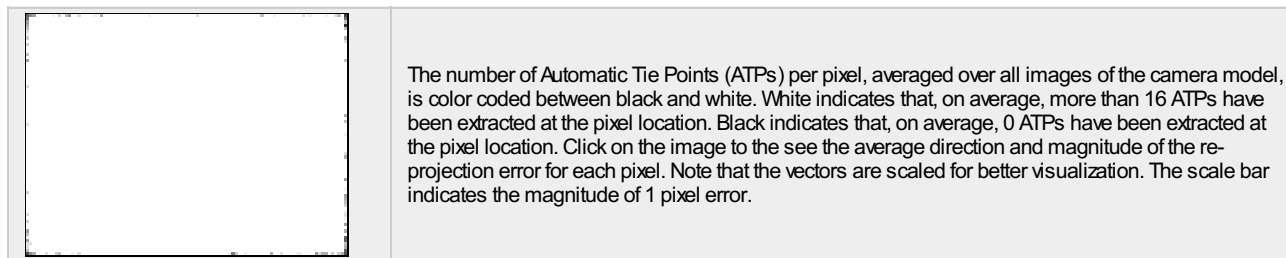 The number of Automatic Tie Points (ATPs) per pixel, averaged over all images of the camera model,
is color coded between black and white. White indicates that, on average, more than 16 ATPs have
been extracted at the pixel location. Black indicates that, on average, 0 ATPs have been extracted at
the pixel location. Click on the image to the see the average direction and magnitude of the re-
projection error for each pixel. Note that the vectors are scaled for better visualization. The scale bar
indicates the magnitude of 1 pixel error.